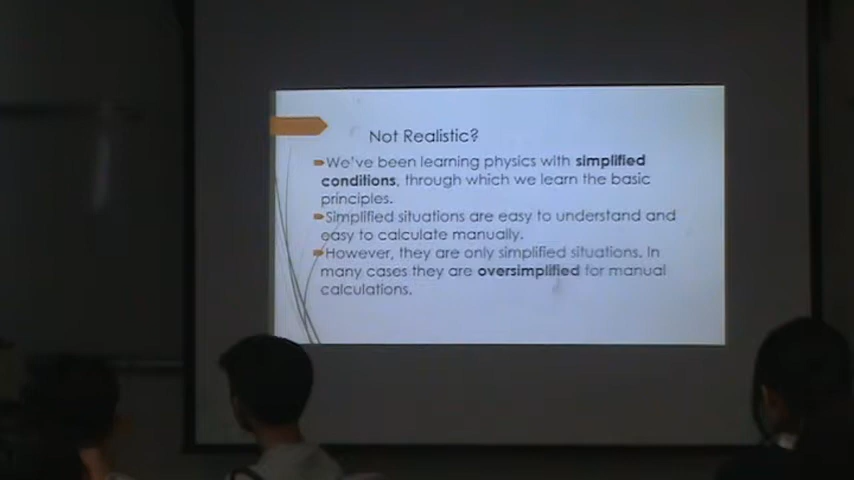 Not Realistic?
We've been learning physics with simplified
conditions, through which we learn the basic
principles.
Simplified situations are easy to understand and
easy to calculate manually.
However, they are only simplified situations. In
many cases they are oversimplified for manual
calculations.